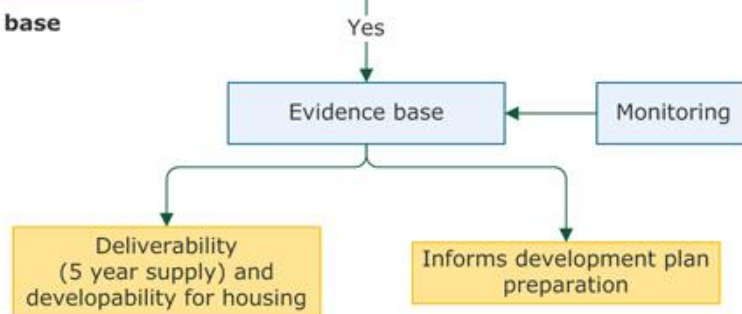 base
Yes
Evidence base
Monitoring
Deliverability
(5 year supply) and
developability for housing
Informs development plan
preparation